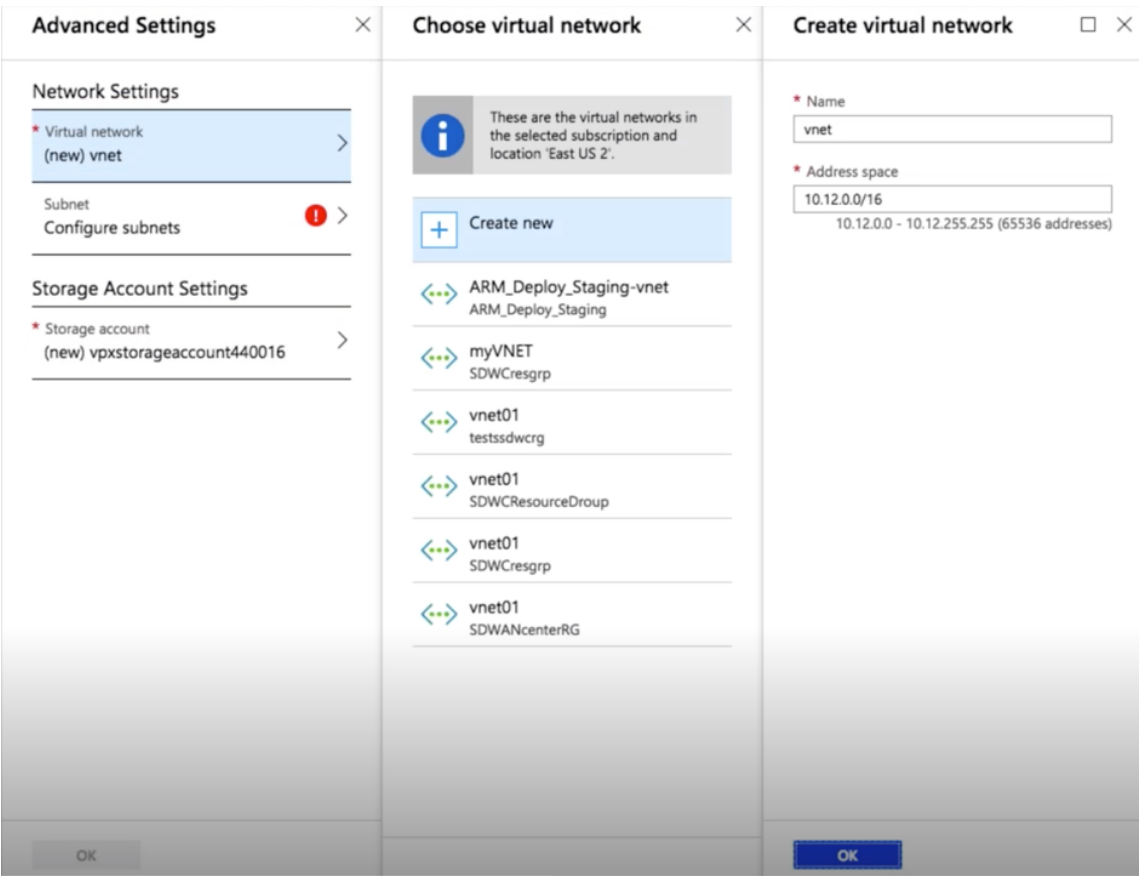 Advanced Settings
Network Settings
* Virtual network
(new) vnet
Subnet
Configure subnets
Storage Account Settings
* Storage account
(new) vpxstorageaccount440016
OK
Choose virtual network
These are the virtual networks in
the selected subscription and
location 'East US 2'.
Create new
ARM_Deploy_Staging-vnet
ARM_Deploy_Staging
myVNET
SDWCresgrp
vnet01
testssdwcrg
vnet01
SDWCResourceDroup
vnet01
SDWCresgrp
vnet01
SDWANcenterRG
Create virtual network
* Name
vnet
* Address space
10.12.0.0/16
10.12.0.0 - 10.12.255.255 (65536 addresses)
OK